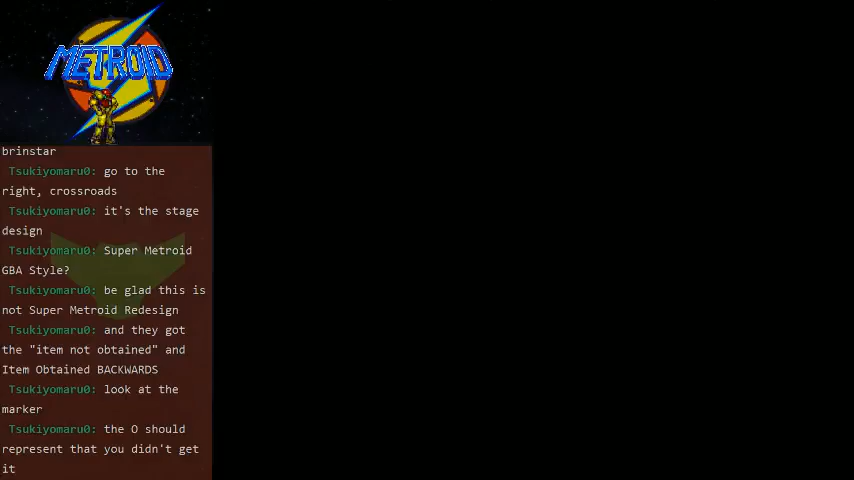 METROID
brinstar
Tsukiyomaru0: go to the
right, crossroads
Tsukiyomaru0: it's the stage
design
Tsukiyomaru0: Super Metroid
GBA Style?
Tsukiyomaru0: be glad this is
not Super Metroid Redesign
Tsukiyomaru0: and they got
the "item not obtained" and
Item Obtained BACKWARDS
Tsukiyomaru0: look at the
marker
Tsukiyomaru0: the O should
represent that you didn't get
it